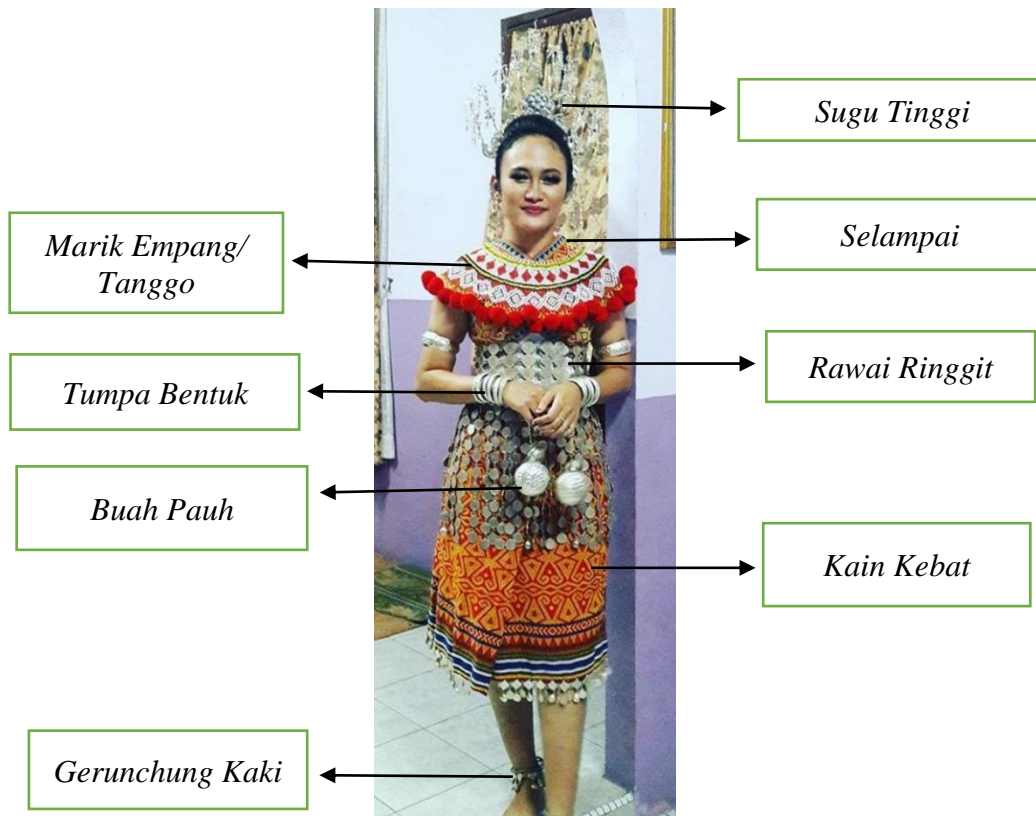 Sugu Tinggi
Selampai
Marik Empang/
Tanggo
Rawai Ringgit
Tumpa Bentuk
Buah Pauh
Kain Kebat
Gerunchung Kaki